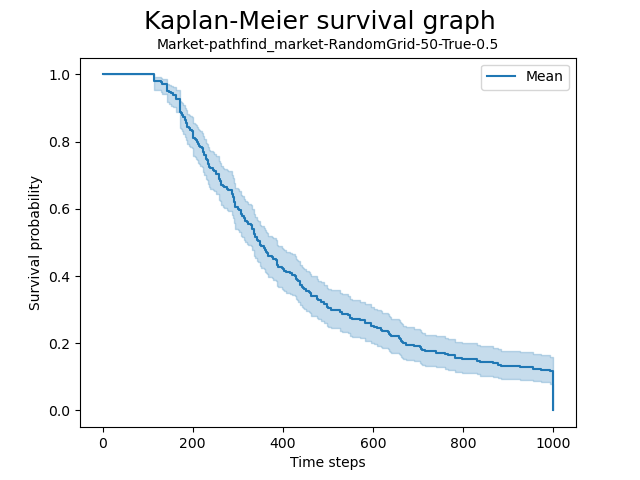 Kaplan-Meier survival graph
Market-pathfind_market-RandomGrid-50-True-0.5
Mean
Survival probability
1.0
0.8
0.6
0.4
0.2
0.0
0
200
400
600
800
1000
Time steps